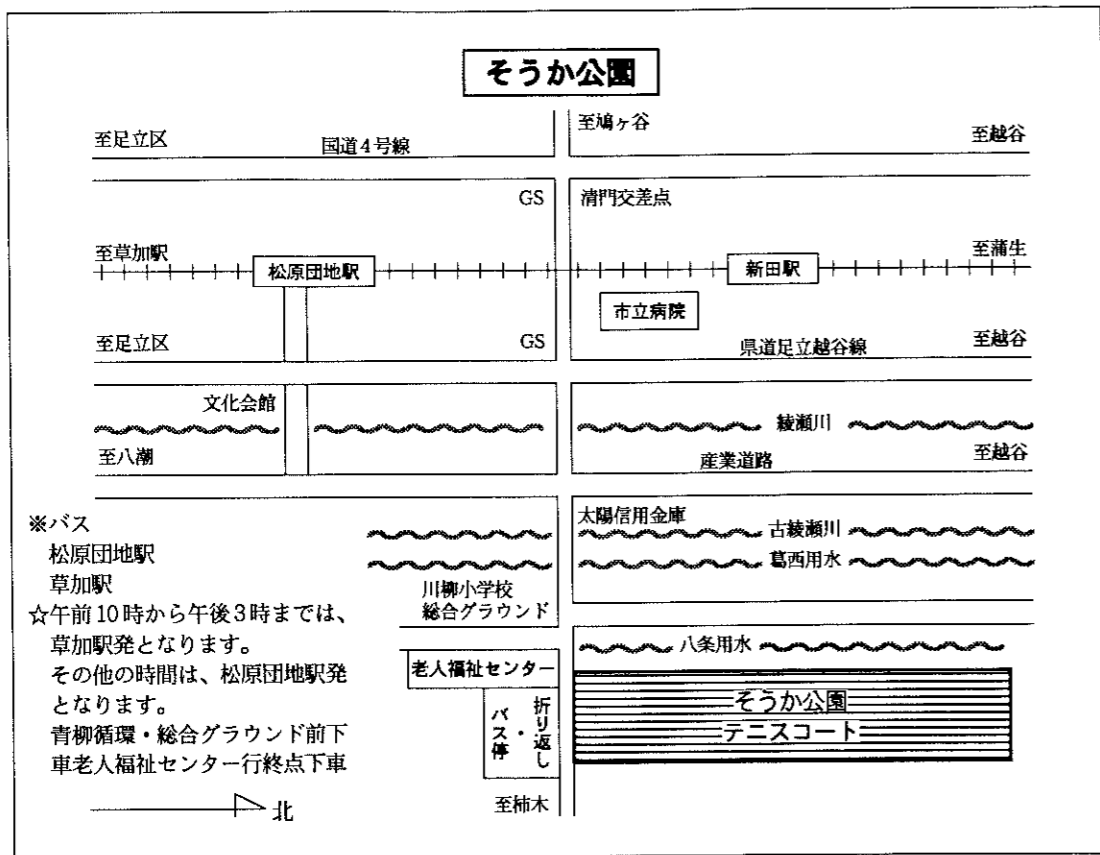 そうか公園
至足立区
国道4号線
至鳩ヶ谷
至越谷
GS
清門交差点
至草加駅
松原団地駅
新田駅
至蒲生
市立病院
至足立区
GS
県道足立越谷線
至越谷
文化会館
綾瀬川
至八潮
産業道路
至越谷
太陽信用金庫
古綾瀬川
葛西用水
川柳小学校
総合グラウンド
※バス
松原団地駅
草加駅
☆午前10時から午後3時までは、
草加駅発となります。
その他の時間は、松原団地駅発
となります。
青柳循環・総合グラウンド前下
車老人福祉センター行終点下車
八条用水
老人福祉センター
折り返し・
バス停
そうか公園
テニスコート
至柿木
北